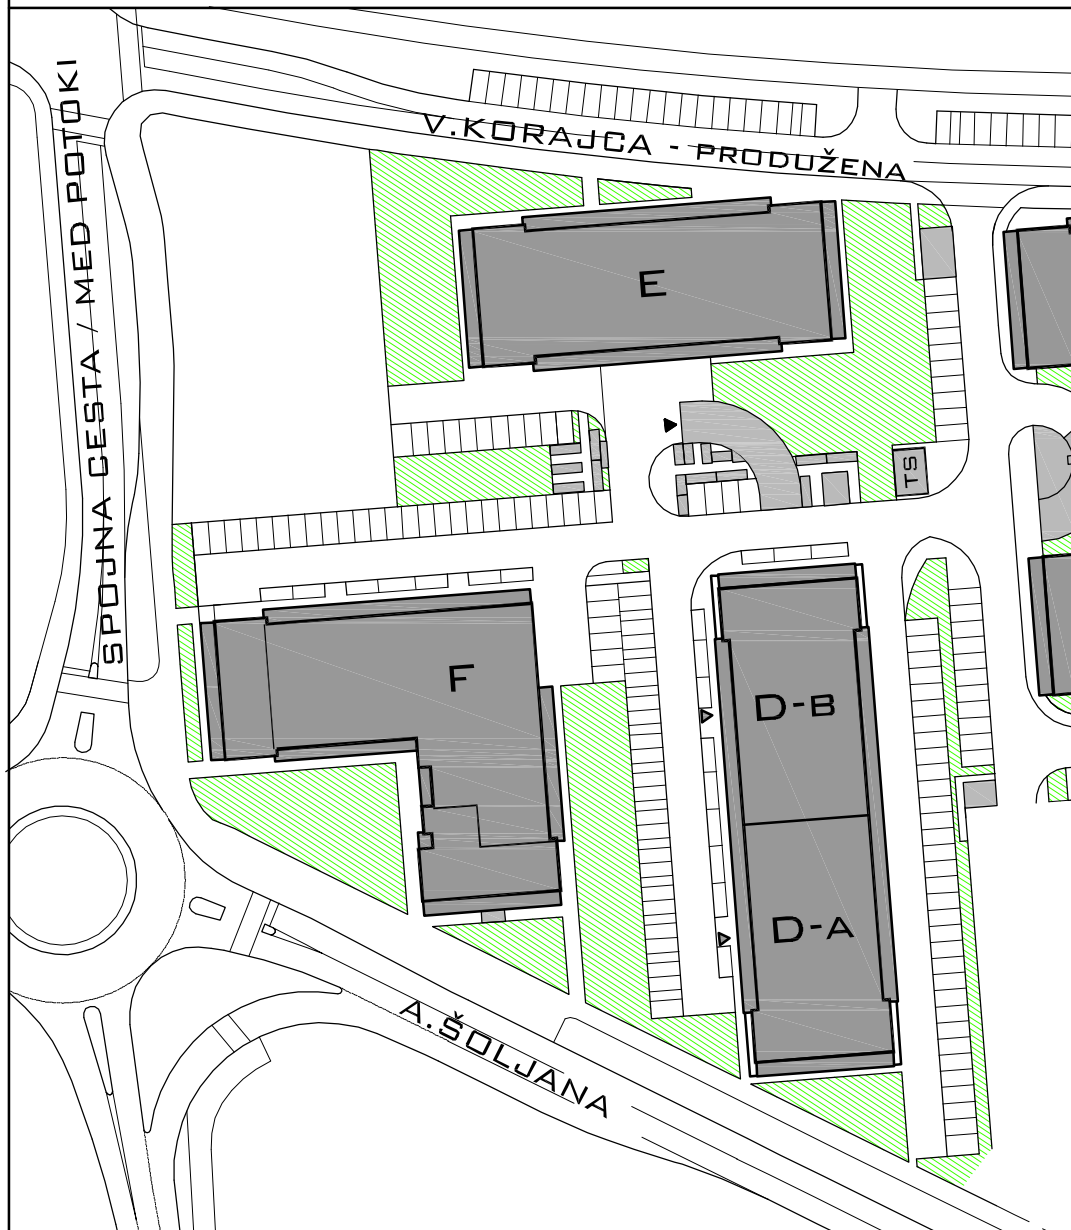 SPOJNA CESTA / MED POTOKI
V.KORAJCA - PRODUŽENA
E
TS
F
D-B
D-A
A.ŠOLJANA